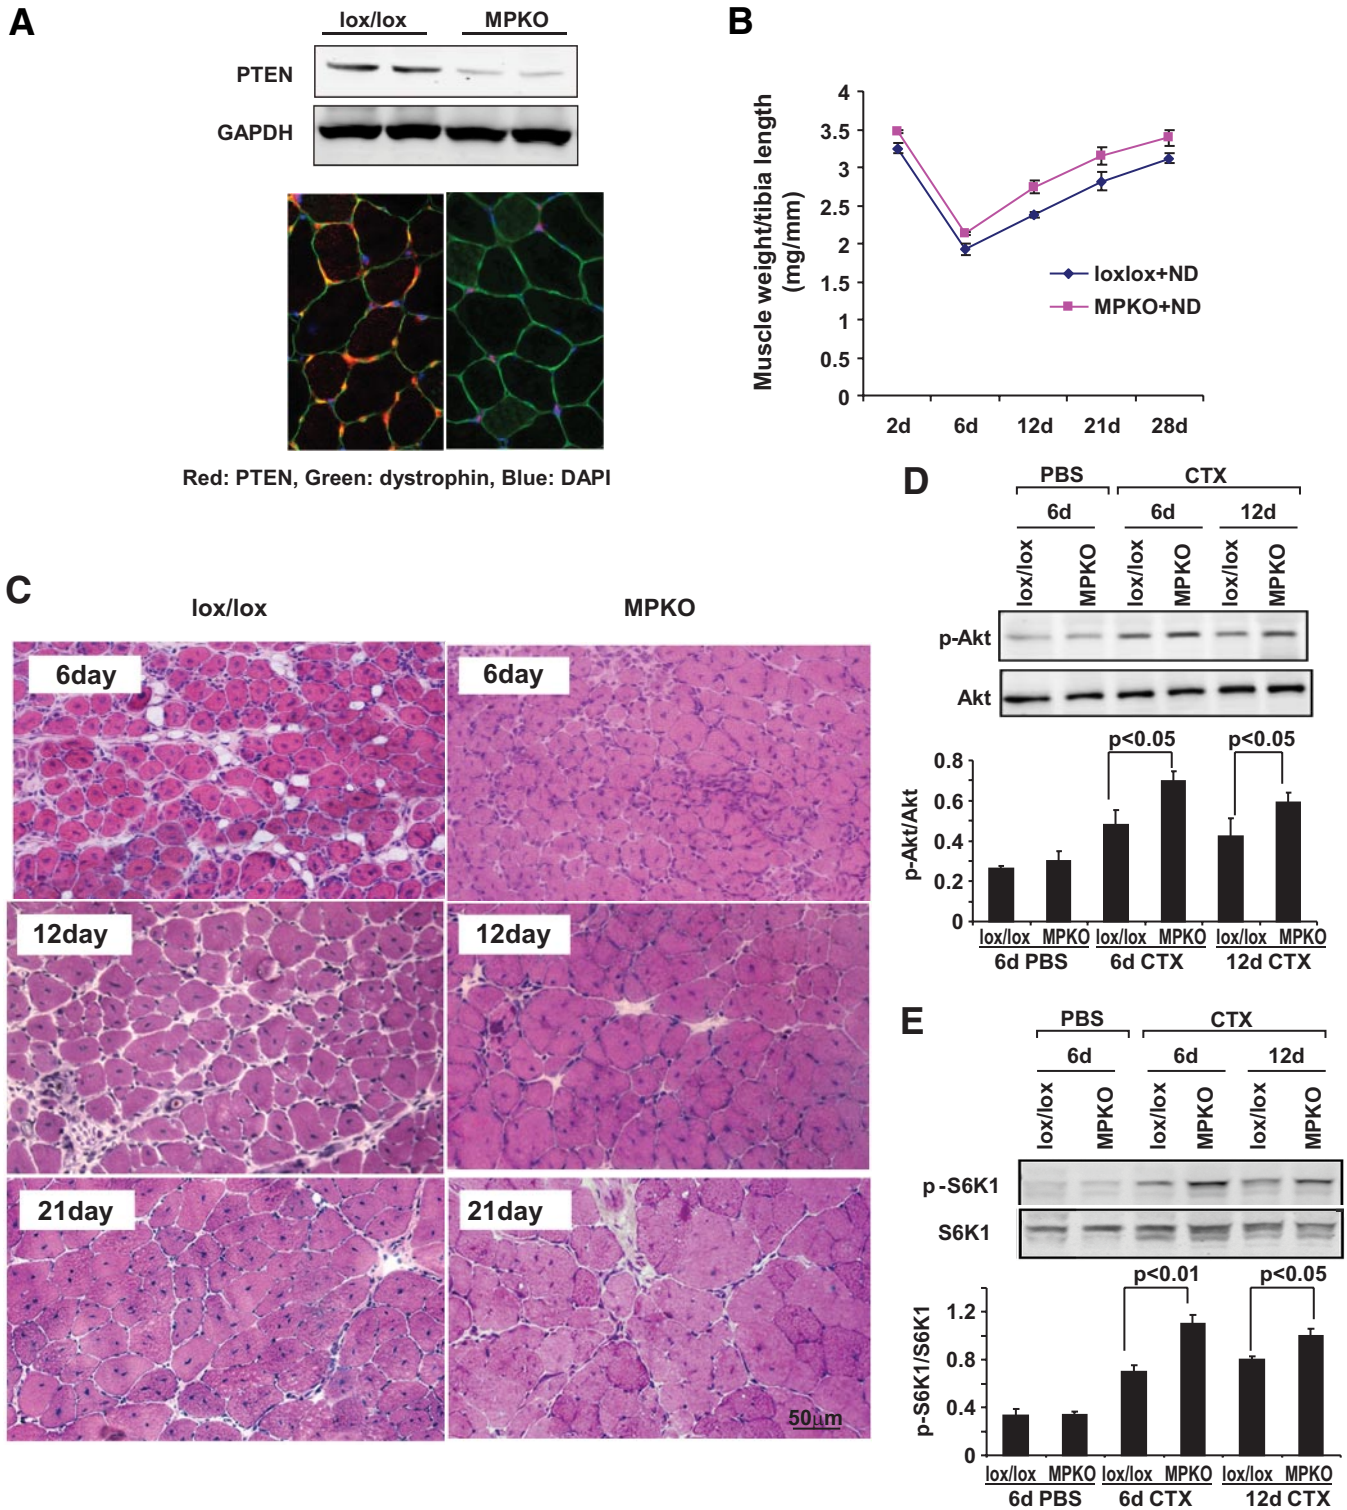 A
lox/lox MPKO
PTEN
GAPDH
Red: PTEN, Green: dystrophin, Blue: DAPI
B
Muscle weight/tibia length
(mg/mm)
4
3.5
3
2.5
2
1.5
1
0.5
0
2d 6d 12d 21d 28d
loxlox+ND
MPKO+ND
C
lox/lox MPKO
6day 6day
12day 12day
21day 21day
50μm
D
PBS CTX
6d 6d 12d
lox/lox MPKO lox/lox MPKO lox/lox MPKO
p-Akt
Akt
p<0.05 p<0.05
p-Akt/Akt
0.8
0.6
0.4
0.2
0
lox/lox MPKO lox/lox MPKO lox/lox MPKO
6d PBS 6d CTX 12d CTX
E
PBS CTX
6d 6d 12d
lox/lox MPKO lox/lox MPKO lox/lox MPKO
p-S6K1
S6K1
p<0.01 p<0.05
p-S6K1/S6K1
1.2
0.8
0.4
0
lox/lox MPKO lox/lox MPKO lox/lox MPKO
6d PBS 6d CTX 12d CTX